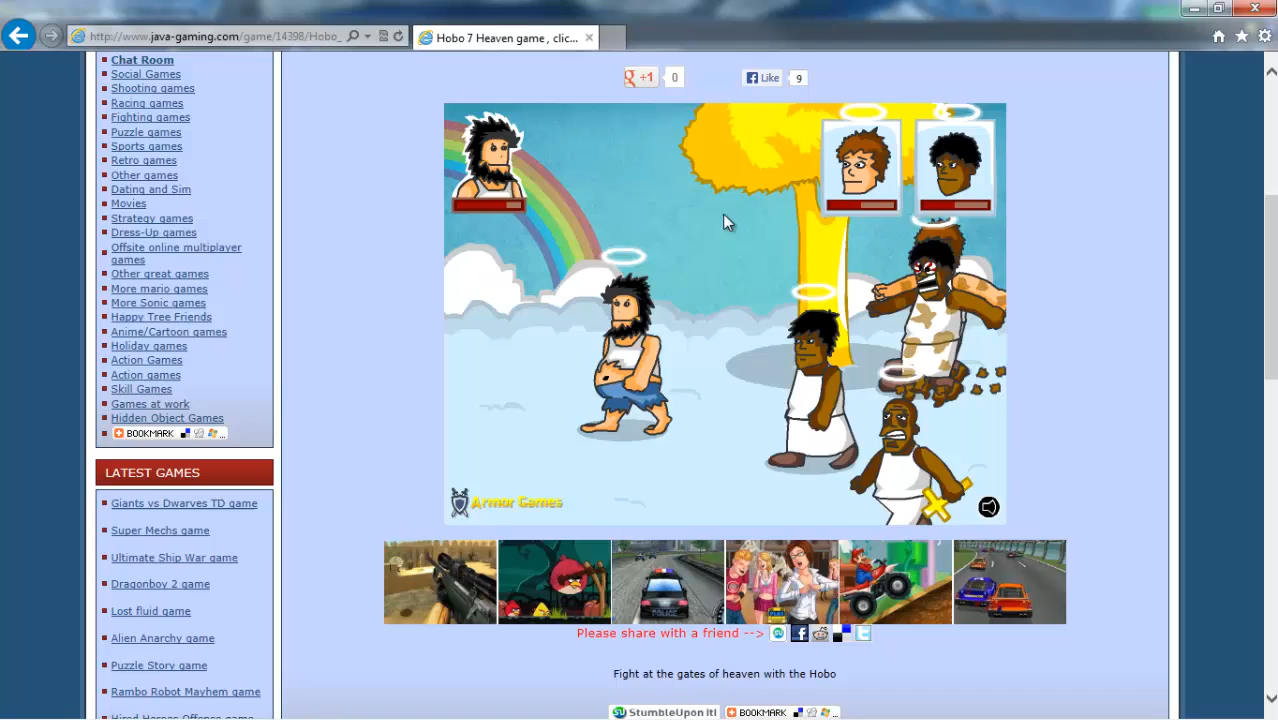 http://www.java-gaming.com/game/14398/Hobo_
Hobo 7 Heaven game , clic...
Chat Room
Social Games
Shooting games
Racing games
Fighting games
Puzzle games
Sports games
Retro games
Other games
Dating and Sim
Movies
Strategy games
Dress-Up games
Offsite online multiplayer
games
Other great games
More mario games
More Sonic games
Happy Tree Friends
Anime/Cartoon games
Holiday games
Action Games
Action games
Skill Games
Games at work
Hidden Object Games
BOOKMARK
LATEST GAMES
Giants vs Dwarves TD game
Super Mechs game
Ultimate Ship War game
Dragonboy 2 game
Lost fluid game
Alien Anarchy game
Puzzle Story game
Rambo Robot Mayhem game
Hired Heroes Offense game
g +1 0
Like 9
Armor Games
POLICE
Please share with a friend -->
Fight at the gates of heaven with the Hobo
StumbleUpon It!
BOOKMARK